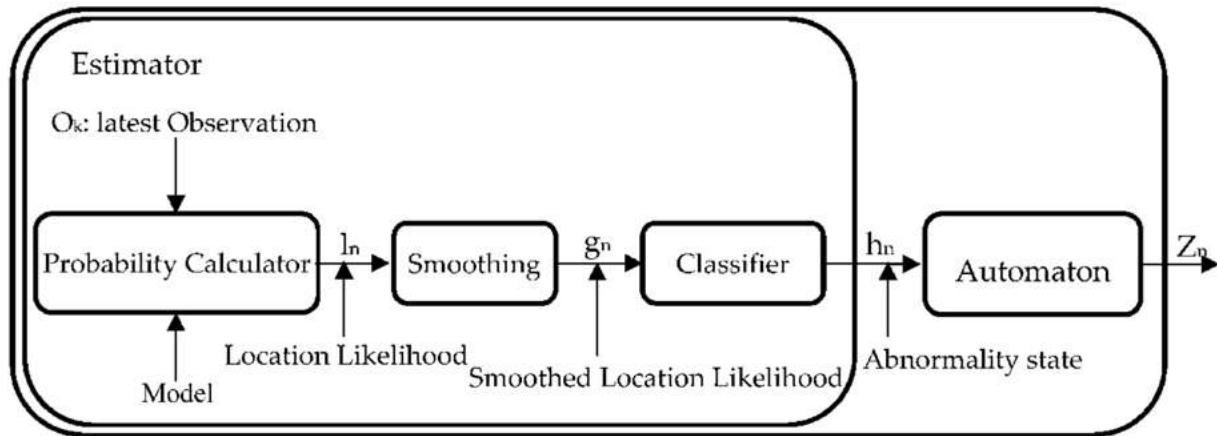 Estimator
Oₖ: latest Observation
Probability Calculator
lₙ
Smoothing
gₙ
Classifier
hₙ
Automaton
Zₙ
Location Likelihood
Smoothed Location Likelihood
Abnormality state
Model